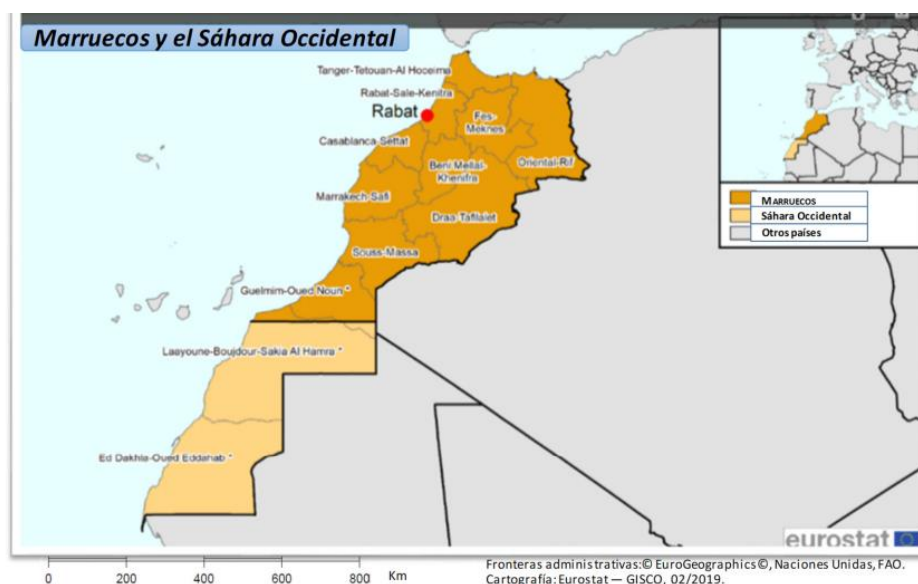 Marruecos y el Sáhara Occidental
Tanger-Tetouan-Al Hoceima
Rabat-Sale-Kenitra
Rabat
Fes-
Meknes
Casablanca-Settat
Beni Mellal-
Khenifra
Oriental-Rif
Marrakech-Safi
Draa-Tafilalet
Souss-Massa
Guelmim-Oued Noun *
Laayoune-Boujdour-Sakia Al Hamra *
Ed Dakhla-Oued Eddahab *
MARRUECOS
Sáhara Occidental
Otros países
eurostat
0 200 400 600 800 Km
Fronteras administrativas:© EuroGeographics©, Naciones Unidas, FAO.
Cartografía: Eurostat — GISCO, 02/2019.